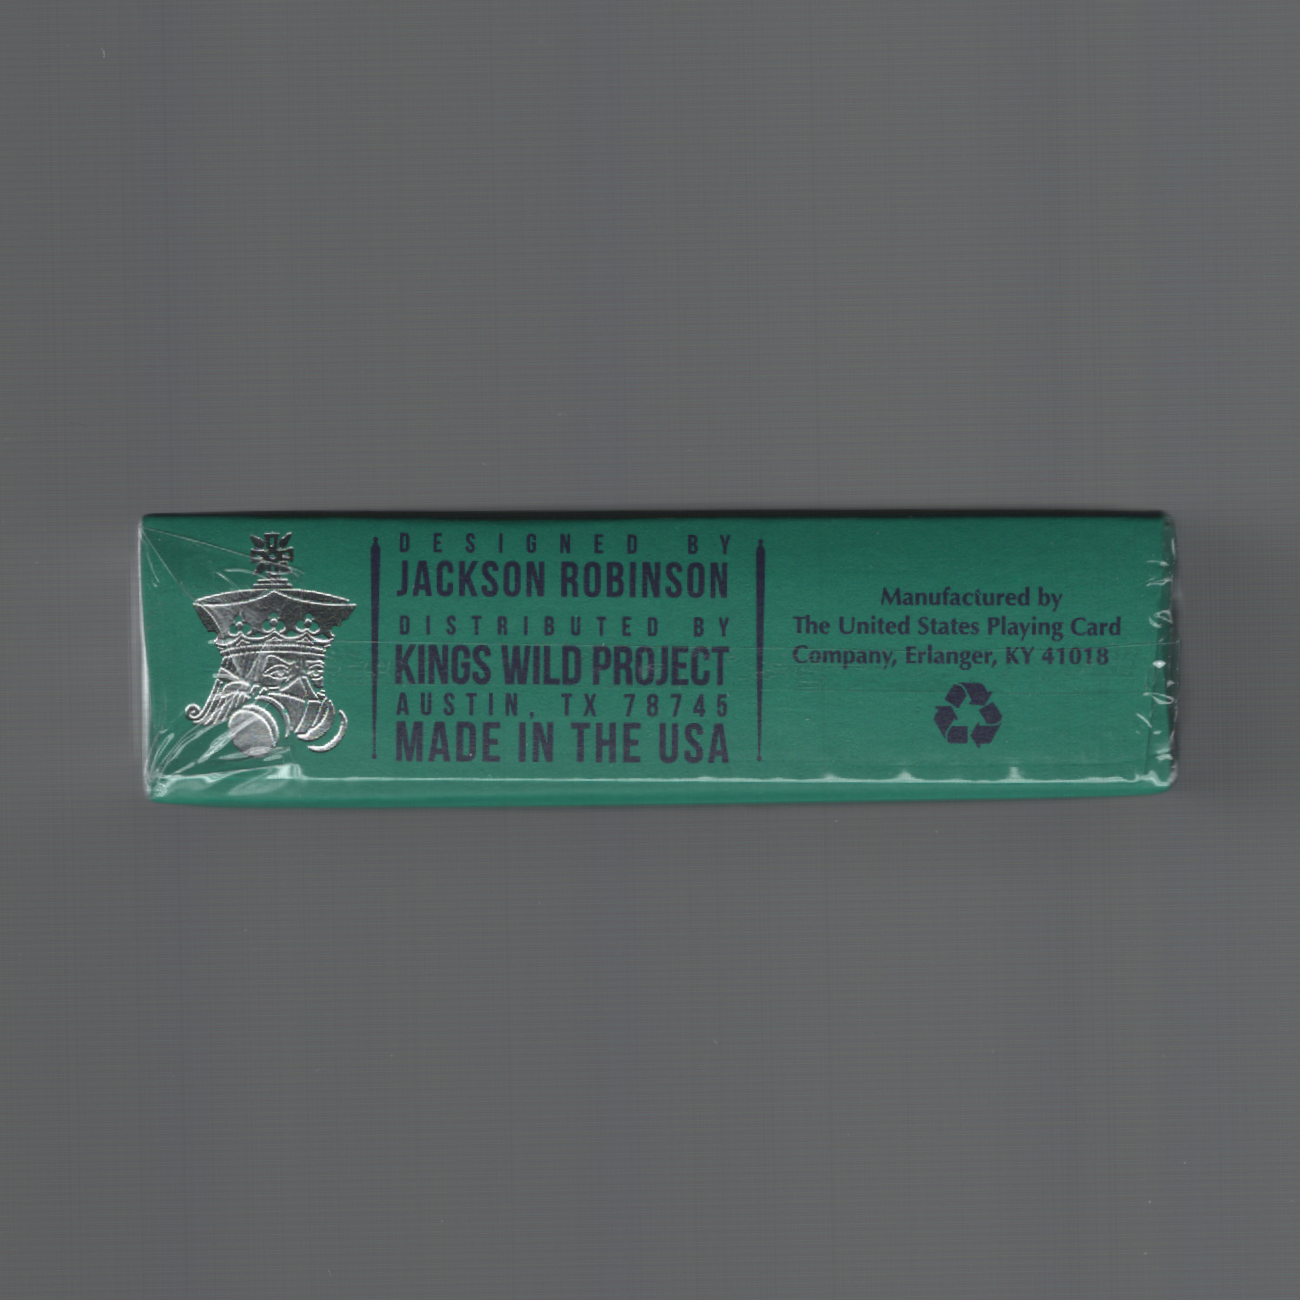 DESIGNED BY
JACKSON ROBINSON
DISTRIBUTED BY
KINGS WILD PROJECT
AUSTIN, TX 78745
MADE IN THE USA
Manufactured by
The United States Playing Card
Company, Erlanger, KY 41018